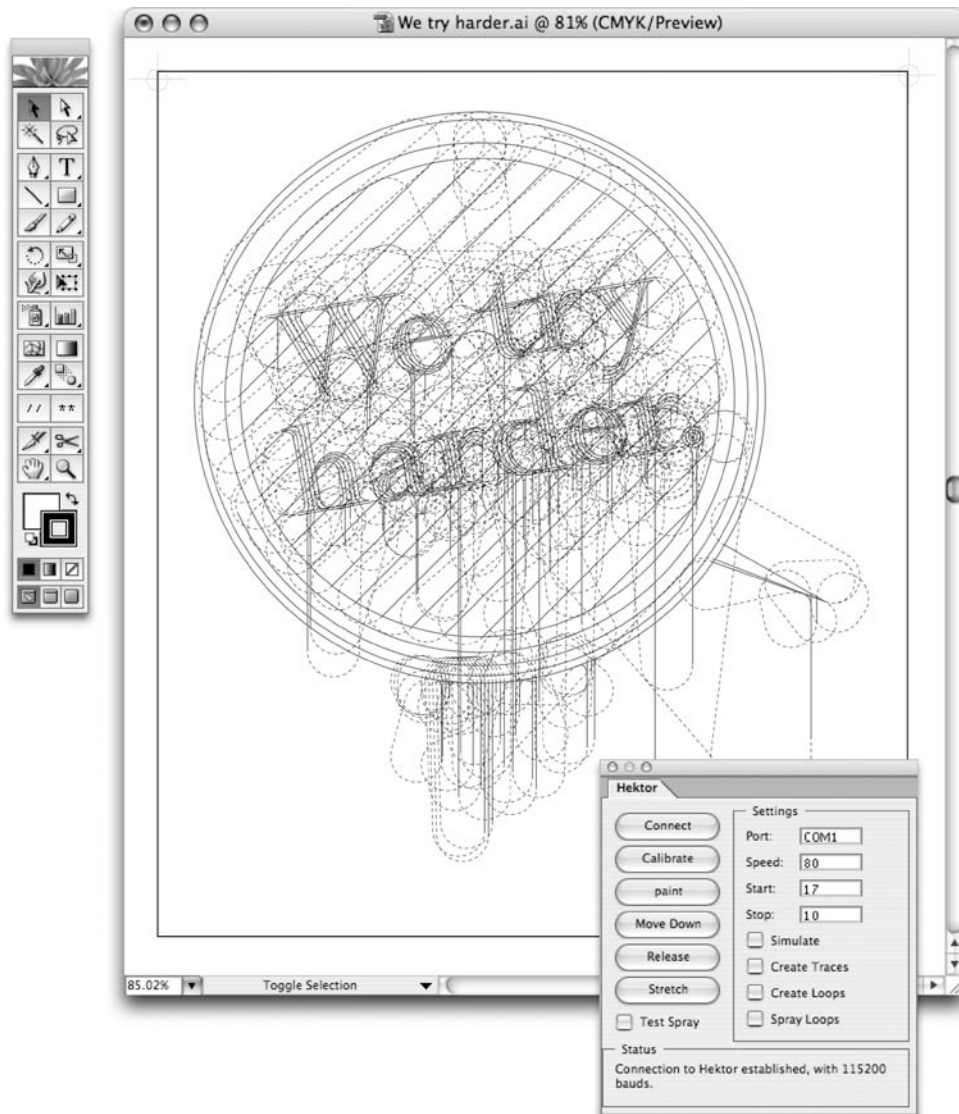 We try harder.ai @ 81% (CMYK/Preview)
T
We try
harder.
85.02%
Toggle Selection
Hektor
Connect
Calibrate
paint
Move Down
Release
Stretch
Test Spray
Settings
Port: COM1
Speed: 80
Start: 17
Stop: 10
Simulate
Create Traces
Create Loops
Spray Loops
Status
Connection to Hektor established, with 115200
bauds.